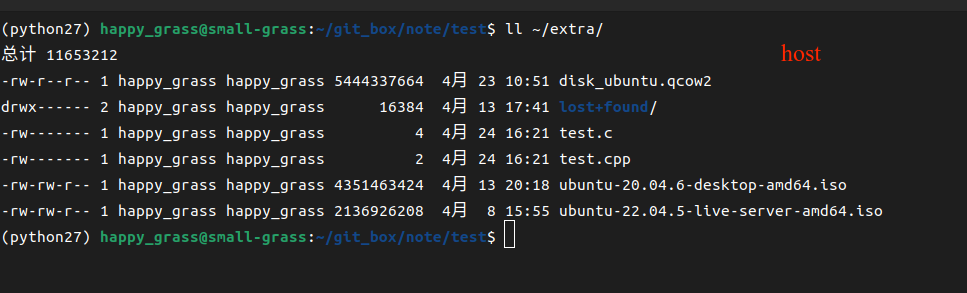 (python27) happy_grass@small-grass:~/git_box/note/test$ ll ~/extra/
总计 11653212
host
-rw-r--r-- 1 happy_grass happy_grass 5444337664  4月 23 10:51 disk_ubuntu.qcow2
drwx------ 2 happy_grass happy_grass      16384  4月 13 17:41 lost+found/
-rw------- 1 happy_grass happy_grass          4  4月 24 16:21 test.c
-rw------- 1 happy_grass happy_grass          2  4月 24 16:21 test.cpp
-rw-rw-r-- 1 happy_grass happy_grass 4351463424  4月 13 20:18 ubuntu-20.04.6-desktop-amd64.iso
-rw-rw-r-- 1 happy_grass happy_grass 2136926208  4月  8 15:55 ubuntu-22.04.5-live-server-amd64.iso
(python27) happy_grass@small-grass:~/git_box/note/test$